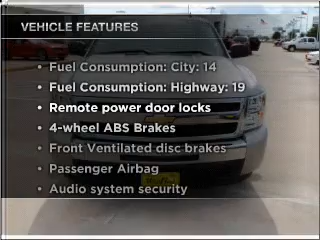 VEHICLE FEATURES
• Fuel Consumption: City: 14
• Fuel Consumption: Highway: 19
• Remote power door locks
• 4-wheel ABS Brakes
• Front Ventilated disc brakes
• Passenger Airbag
• Audio system security